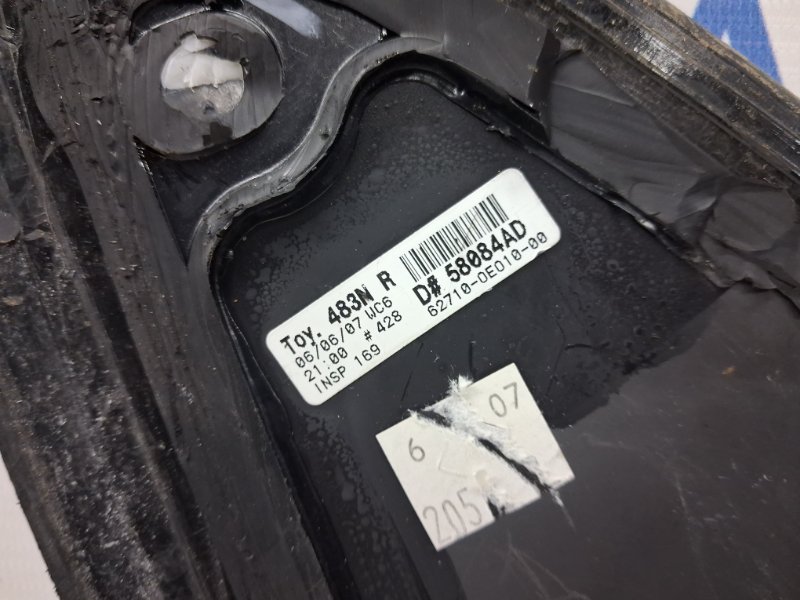 Toy. 483N R
06/06/07 WC6
21:00 #428
INSP 169
D# 58084AD
62710-0E010-00
6 07
205